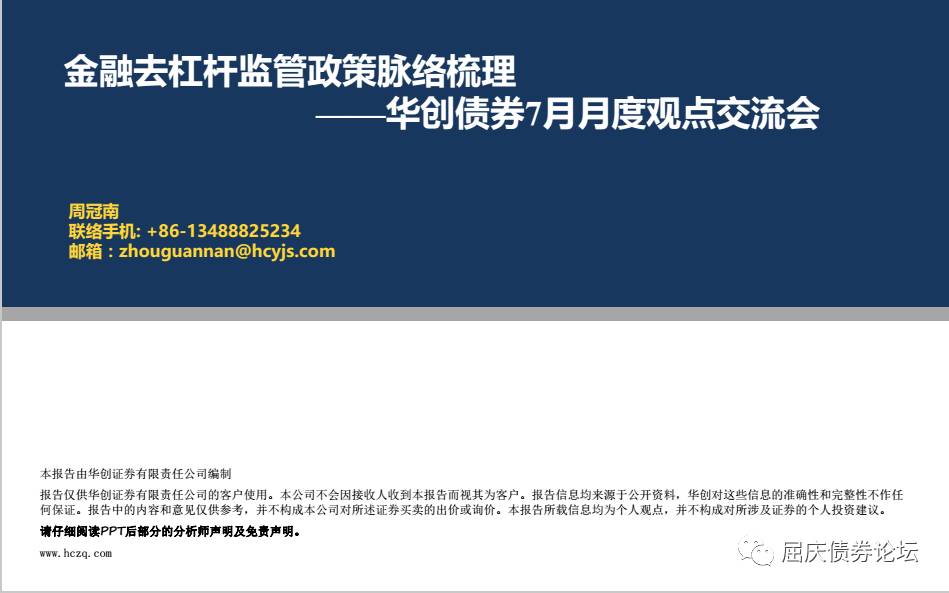 金融去杠杆监管政策脉络梳理
——华创债券7月月度观点交流会
周冠南
联络手机: +86-13488825234
邮箱：zhouguannan@hcyjs.com
本报告由华创证券有限责任公司编制
报告仅供华创证券有限责任公司的客户使用。本公司不会因接收人收到本报告而视其为客户。报告信息均来源于公开资料，华创对这些信息的准确性和完整性不作任
何保证。报告中的内容和意见仅供参考，并不构成本公司对所述证券买卖的出价或询价。本报告所载信息均为个人观点，并不构成对所涉及证券的个人投资建议。
请仔细阅读PPT后部分的分析师声明及免责声明。
www.hczq.com
屈庆债券论坛